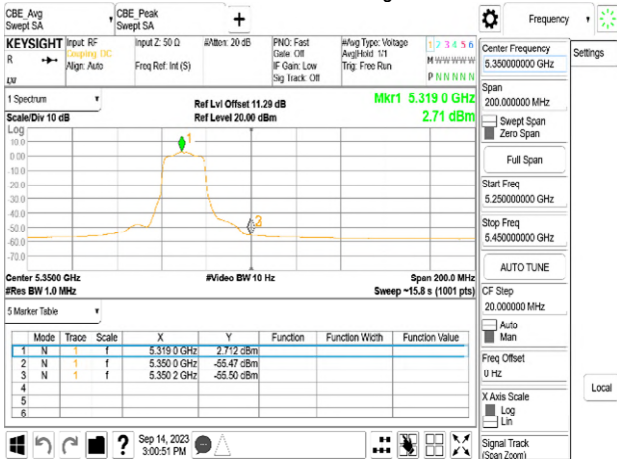 CBE_Avg
Swept SA
CBE_Peak
Swept SA
+
Frequency
KEYSIGHT
R
LXI
Input: RF
Coupling: DC
Align: Auto
Input Z: 50 Ω
Freq Ref: Int (S)
#Atten: 20 dB
PNO: Fast
Gate: Off
IF Gain: Low
Sig Track: Off
#Avg Type: Voltage
Avg|Hold: 1/1
Trig: Free Run
1 2 3 4 5 6
M W W W W W
P N N N N N
Center Frequency
5.350000000 GHz
Settings
1 Spectrum
Scale/Div 10 dB
Ref Lvl Offset 11.29 dB
Ref Level 20.00 dBm
Mkr1 5.319 0 GHz
2.71 dBm
Span
200.000000 MHz
Swept Span
Zero Span
Full Span
Start Freq
5.250000000 GHz
Stop Freq
5.450000000 GHz
AUTO TUNE
CF Step
20.000000 MHz
Auto
Man
Freq Offset
0 Hz
X Axis Scale
Log
Lin
Signal Track
(Span Zoom)
Local
Log
10.0
0.00
-10.0
-20.0
-30.0
-40.0
-50.0
-60.0
-70.0
1
3
Center 5.3500 GHz
#Res BW 1.0 MHz
#Video BW 10 Hz
Span 200.0 MHz
Sweep ~15.8 s (1001 pts)
5 Marker Table
Mode Trace Scale X Y Function Function Width Function Value
1 N 1 f 5.319 0 GHz 2.712 dBm
2 N 1 f 5.350 0 GHz -55.47 dBm
3 N 1 f 5.350 2 GHz -55.50 dBm
4
5
6
?
Sep 14, 2023
3:00:51 PM